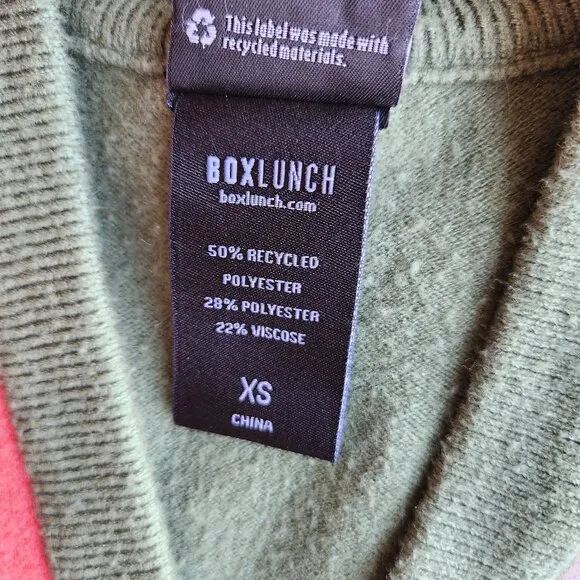 This label was made with
recycled materials.
BOXLUNCH
boxlunch.com
50% RECYCLED
POLYESTER
28% POLYESTER
22% VISCOSE
XS
CHINA